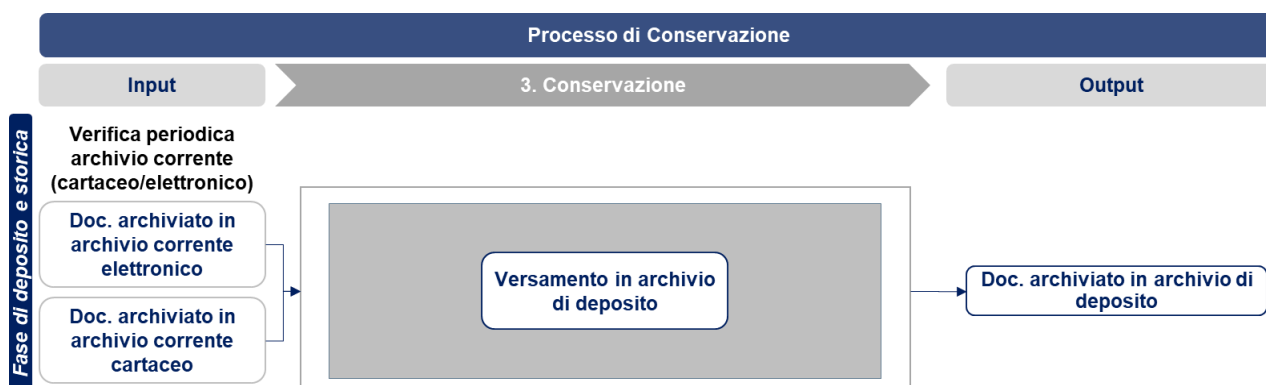 Processo di Conservazione
Input
3. Conservazione
Output
Fase di deposito e storica
Verifica periodica
archivio corrente
(cartaceo/elettronico)
Doc. archiviato in
archivio corrente
elettronico
Doc. archiviato in
archivio corrente
cartaceo
Versamento in archivio
di deposito
Doc. archiviato in archivio di
deposito